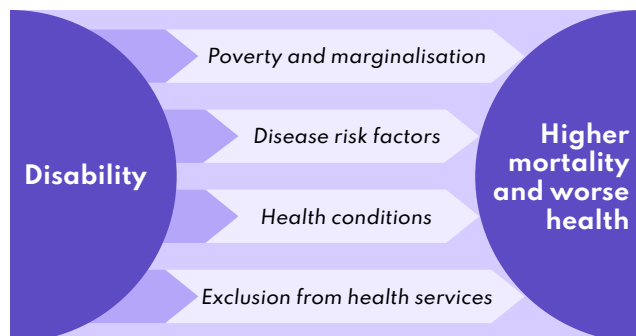 Disability
Poverty and marginalisation
Disease risk factors
Health conditions
Exclusion from health services
Higher
mortality
and worse
health